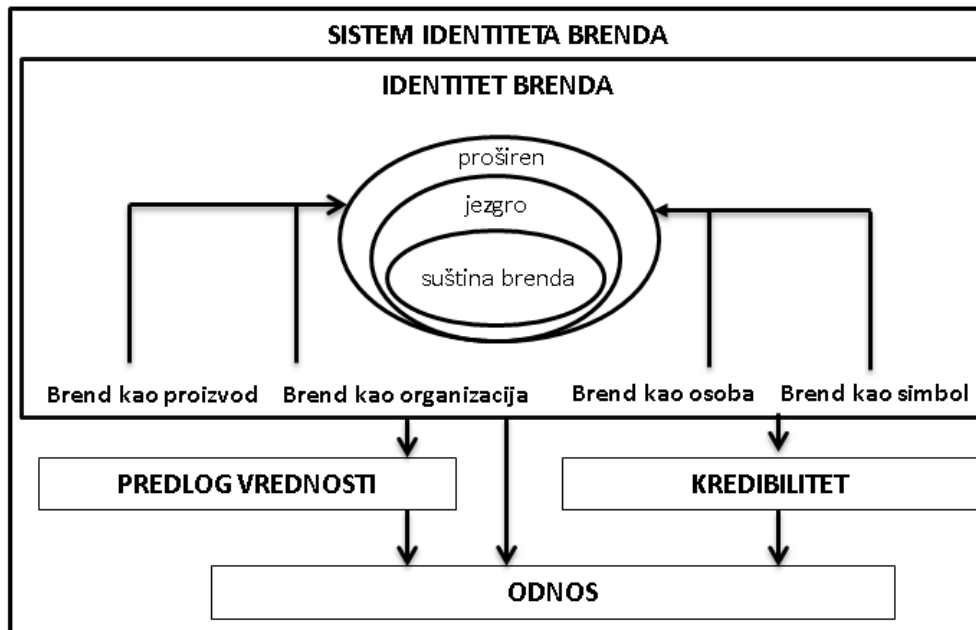 SISTEM IDENTITETA BRENDA
IDENTITET BRENDA
proširen
jezgro
suština brenda
Brend kao proizvod
Brend kao organizacija
Brend kao osoba
Brend kao simbol
PREDLOG VREDNOSTI
KREDIBILITET
ODNOS